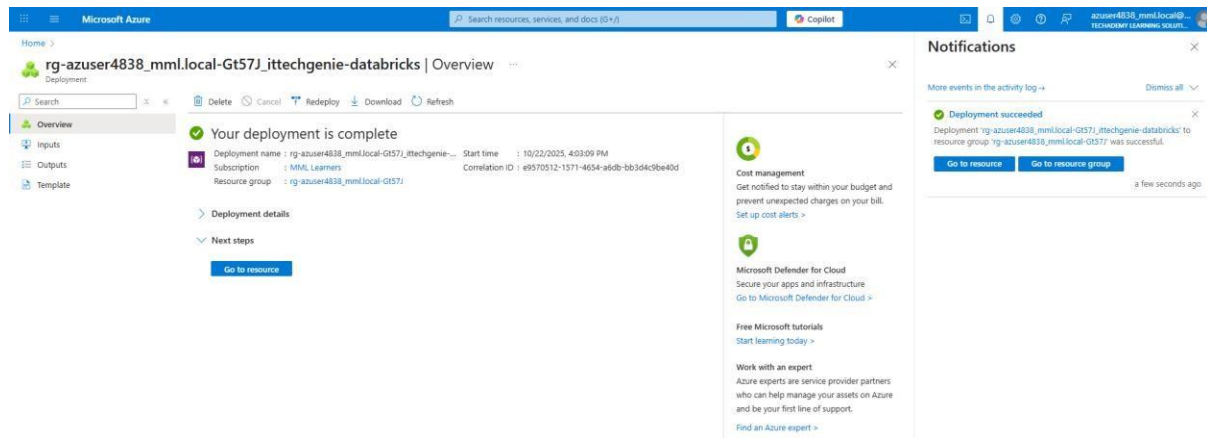 Microsoft Azure
Search resources, services, and docs (G+/)
Copilot
azuser4838_mml.local@...
TECHADEMY LEARNING SOLUTI...
Home >
rg-azuser4838_mml.local-Gt57J_ittechgenie-databricks | Overview ...
Deployment
Search
Delete Cancel Redeploy Download Refresh
Overview
Inputs
Outputs
Template
Your deployment is complete
Deployment name : rg-azuser4838_mml.local-Gt57J_ittechgenie-... Start time : 10/22/2025, 4:03:09 PM
Subscription : MML Learners Correlation ID : e9570512-1571-4654-a6db-bb3d4c9be40d
Resource group : rg-azuser4838_mml.local-Gt57J
Deployment details
Next steps
Go to resource
Cost management
Get notified to stay within your budget and
prevent unexpected charges on your bill.
Set up cost alerts >
Microsoft Defender for Cloud
Secure your apps and infrastructure
Go to Microsoft Defender for Cloud >
Free Microsoft tutorials
Start learning today >
Work with an expert
Azure experts are service provider partners
who can help manage your assets on Azure
and be your first line of support.
Find an Azure expert >
Notifications
More events in the activity log → Dismiss all
Deployment succeeded
Deployment 'rg-azuser4838_mml.local-Gt57J_ittechgenie-databricks' to
resource group 'rg-azuser4838_mml.local-Gt57J' was successful.
Go to resource Go to resource group
a few seconds ago